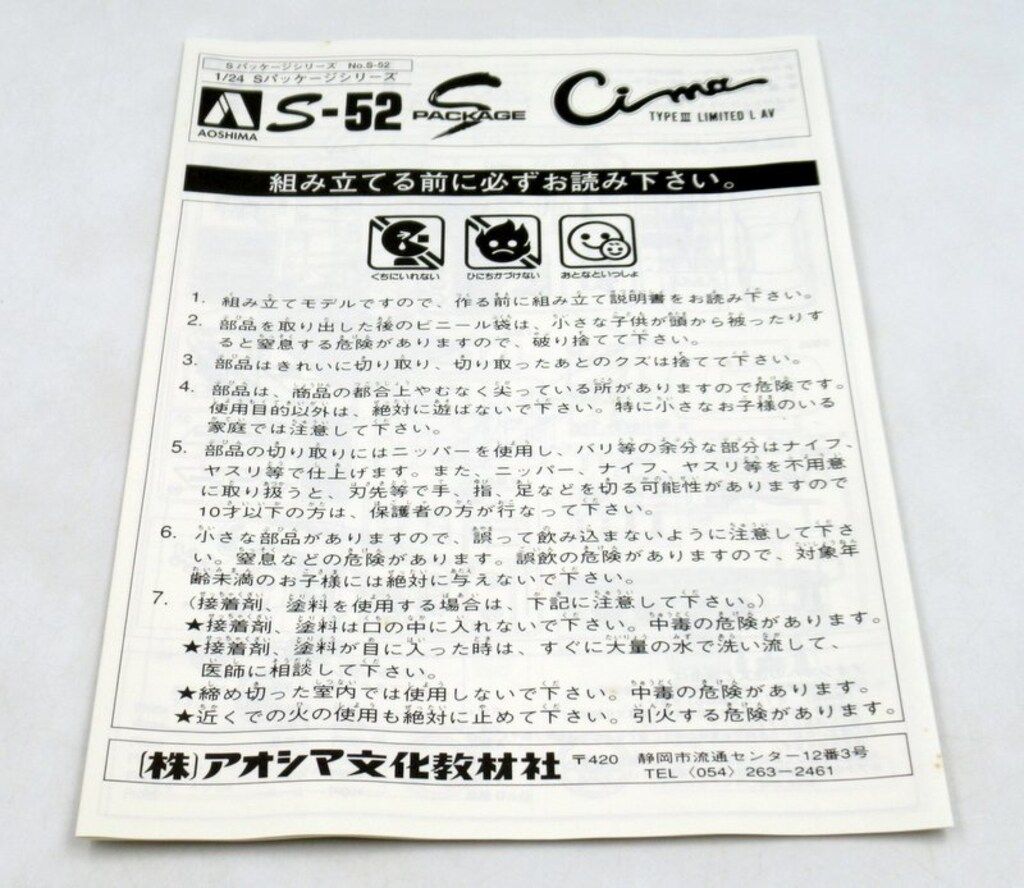 Sパッケージシリーズ No.S-52
1/24 Sパッケージシリーズ
AOSHIMA
S-52
S PACKAGE
Cima
TYPE III LIMITED L AV
組み立てる前に必ずお読み下さい。
くちにいれない
ひにちかづけない
おとなといっしょ
1. 組み立てモデルですので、作る前に組み立て説明書をお読み下さい。
2. 部品を取り出した後のビニール袋は、小さな子供が頭から被ったりす
ると窒息する危険がありますので、破り捨てて下さい。
3. 部品はきれいに切り取り、切り取ったあとのクズは捨てて下さい。
4. 部品は、商品の都合上やむなく尖っている所がありますので危険です。
使用目的以外は、絶対に遊ばないで下さい。特に小さなお子様のいる
家庭では注意して下さい。
5. 部品の切り取りにはニッパーを使用し、バリ等の余分な部分はナイフ、
ヤスリ等で仕上げます。また、ニッパー、ナイフ、ヤスリ等を不用意
に取り扱うと、刃先等で手、指、足などを切る可能性がありますので
10才以下の方は、保護者の方が行なって下さい。
6. 小さな部品がありますので、誤って飲み込まないように注意して下さ
い。窒息などの危険があります。誤飲の危険がありますので、対象年
齢未満のお子様には絶対に与えないで下さい。
7. (接着剤、塗料を使用する場合は、下記に注意して下さい。)
★接着剤、塗料は口の中に入れないで下さい。中毒の危険があります。
★接着剤、塗料が目に入った時は、すぐに大量の水で洗い流して、
医師に相談して下さい。
★締め切った室内では使用しないで下さい。中毒の危険があります。
★近くでの火の使用も絶対に止めて下さい。引火する危険があります。
(株)アオシマ文化教材社 〒420 静岡市流通センター12番3号
TEL〈054〉263-2461